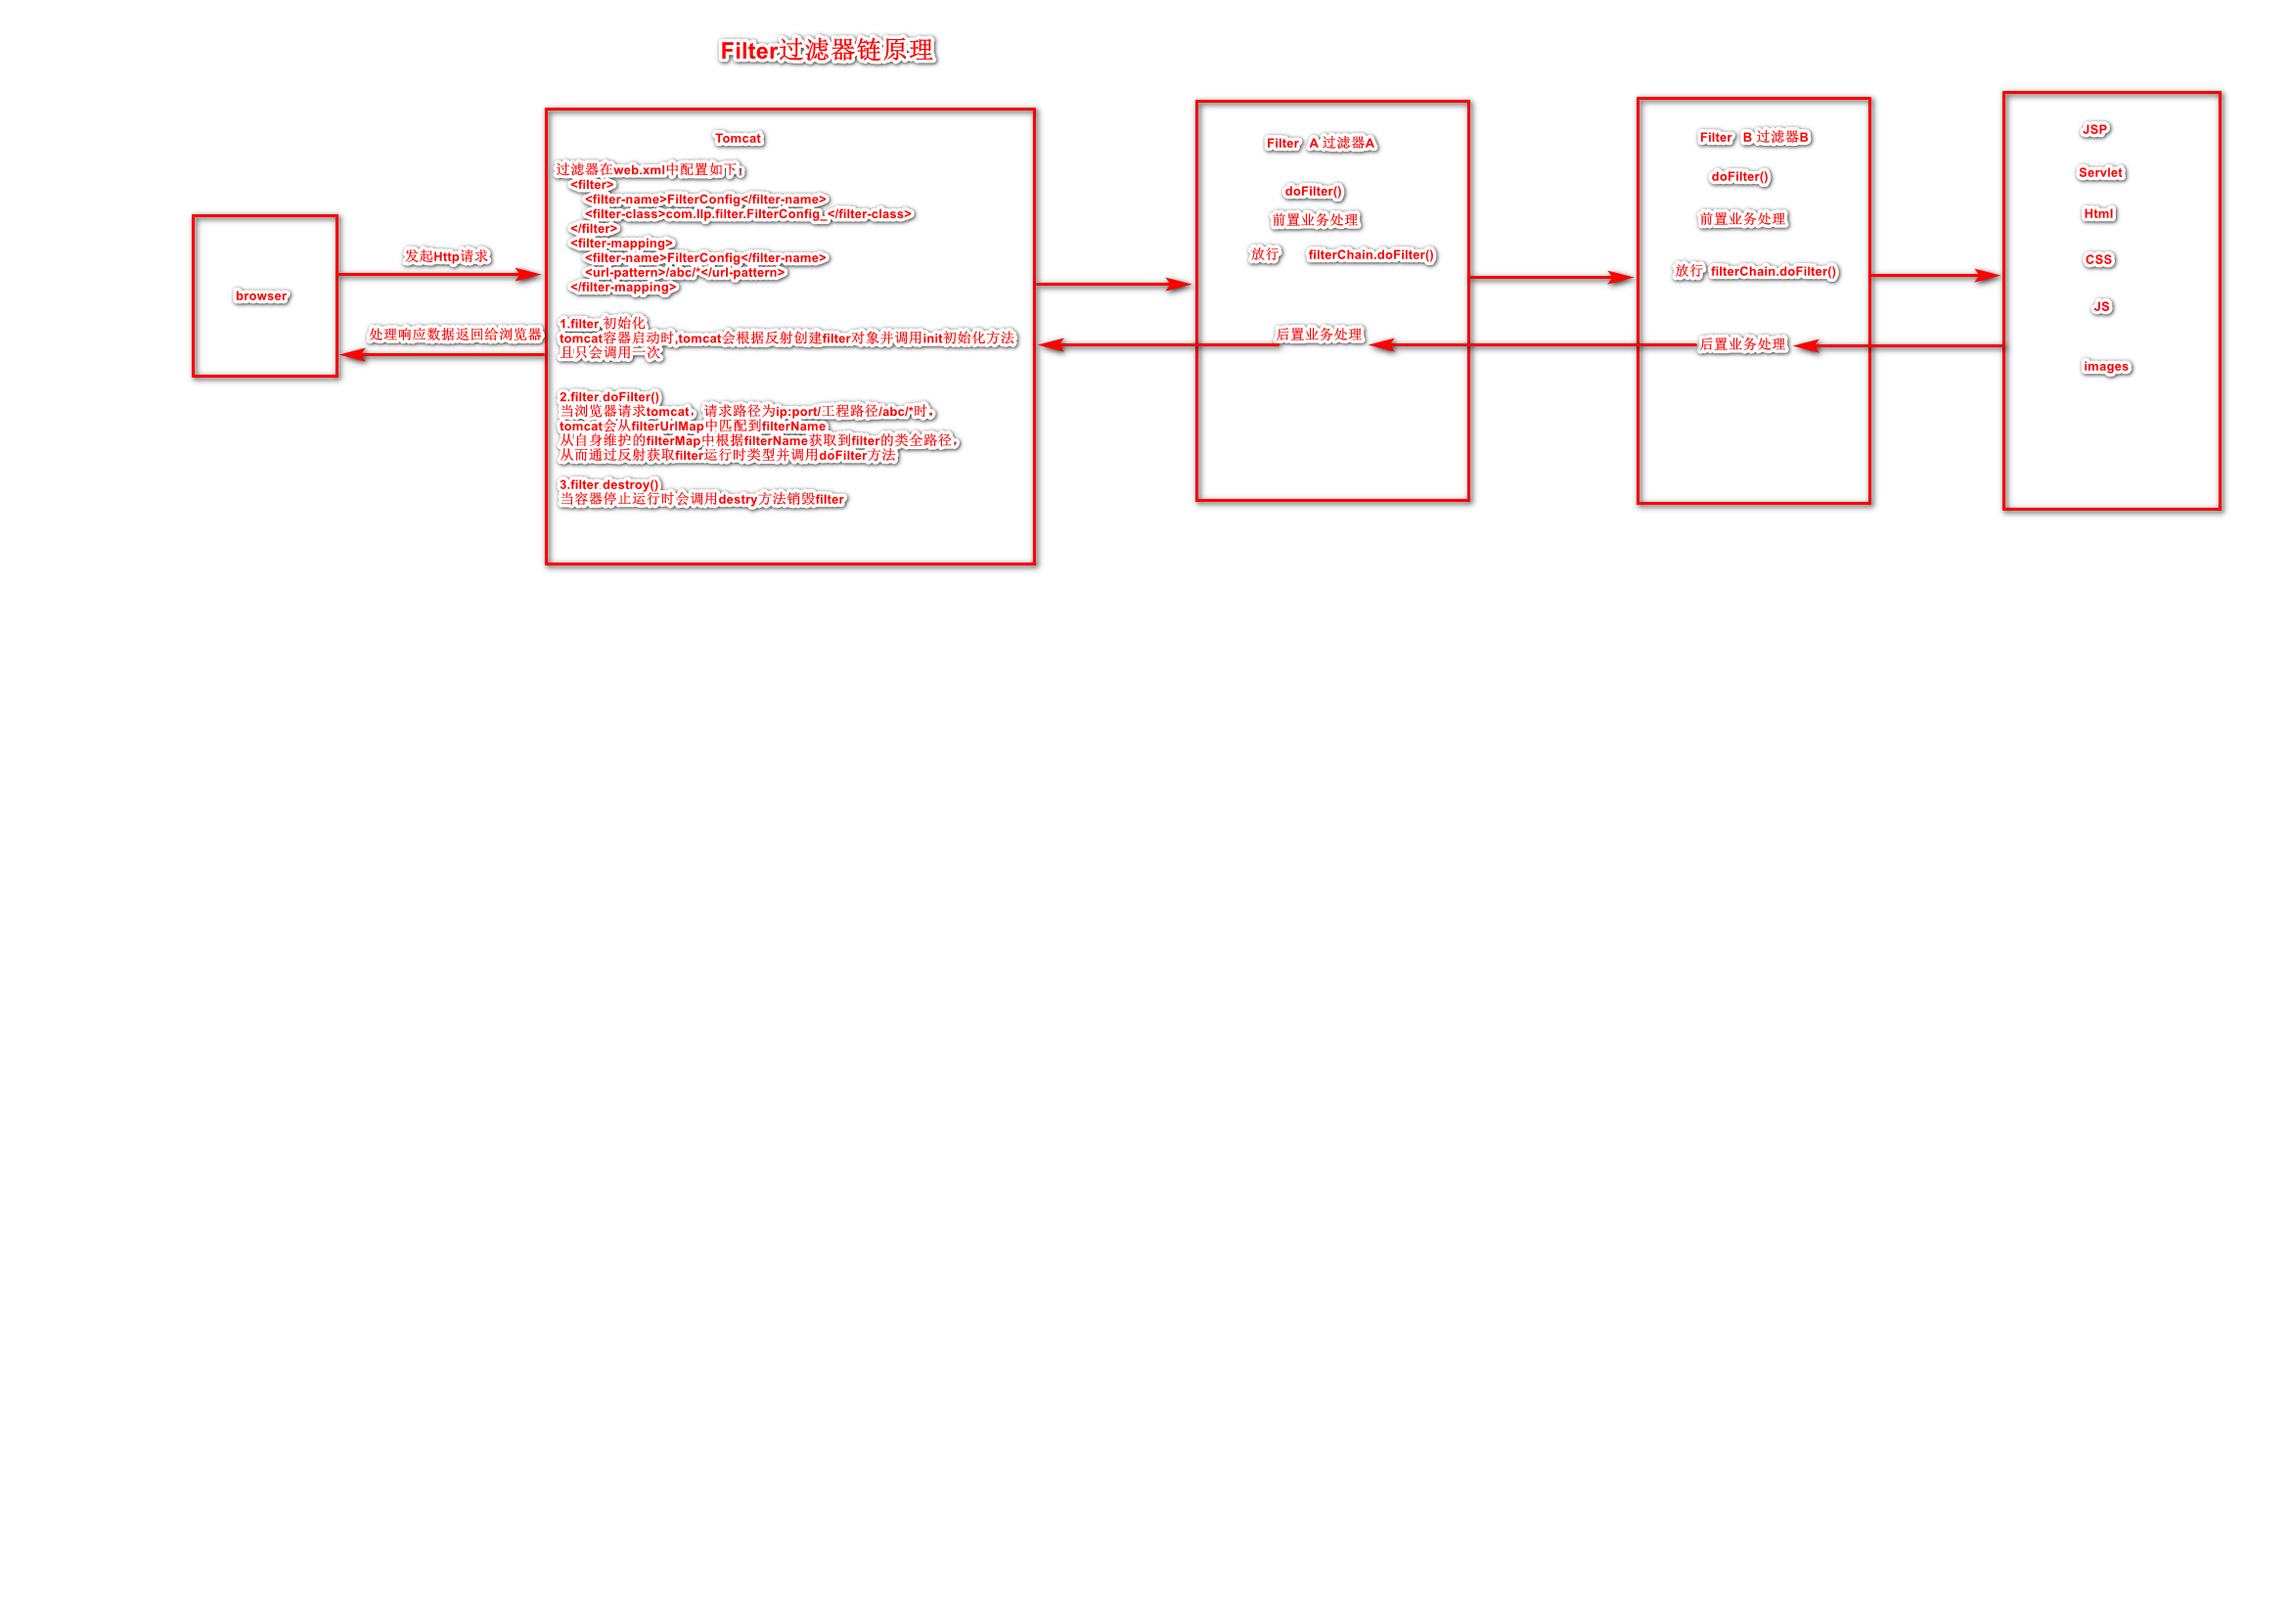 Filter过滤器链原理
browser
发起Http请求
处理响应数据返回给浏览器
Tomcat
过滤器在web.xml中配置如下：
<filter>
<filter-name>FilterConfig</filter-name>
<filter-class>com.llp.filter.FilterConfig_</filter-class>
</filter>
<filter-mapping>
<filter-name>FilterConfig</filter-name>
<url-pattern>/abc/*</url-pattern>
</filter-mapping>
1.filter 初始化
tomcat容器启动时,tomcat会根据反射创建filter对象并调用init初始化方法
且只会调用一次
2.filter doFilter()
当浏览器请求tomcat，请求路径为ip:port/工程路径/abc/*时，
tomcat会从filterUrlMap中匹配到filterName
从自身维护的filterMap中根据filterName获取到filter的类全路径，
从而通过反射获取filter运行时类型并调用doFilter方法
3.filter destroy()
当容器停止运行时会调用destry方法销毁filter
Filter A 过滤器A
doFilter()
前置业务处理
放行 filterChain.doFilter()
后置业务处理
Filter B 过滤器B
doFilter()
前置业务处理
放行 filterChain.doFilter()
后置业务处理
JSP
Servlet
Html
CSS
JS
images